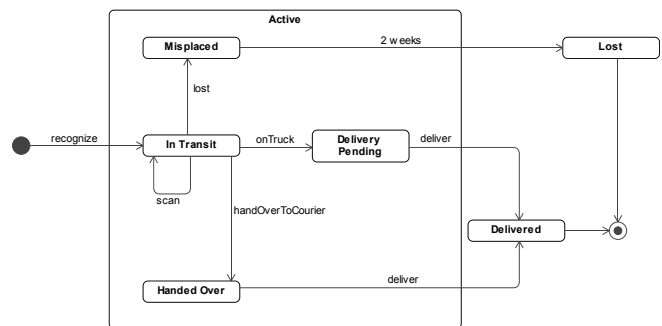 Active
Misplaced
2 weeks
Lost
lost
recognize
In Transit
onTruck
Delivery
Pending
deliver
scan
handOverToCourier
Delivered
Handed Over
deliver